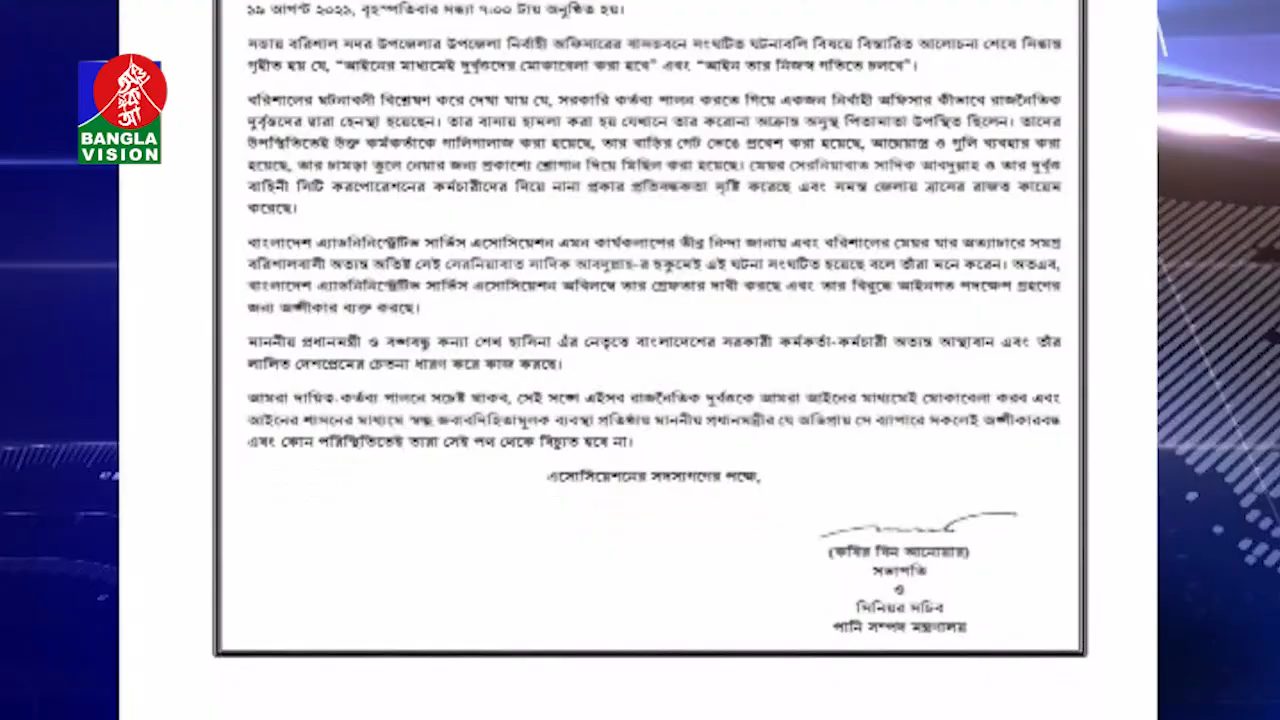 ১৯ আগস্ট ২০২১, বৃহস্পতিবার সন্ধ্যা ৭:০০ টায় অনুষ্ঠিত হয়।
সভায় বরিশাল সদর উপজেলার উপজেলা নির্বাহী অফিসারের বাসভবনে সংঘটিত ঘটনাবলি বিষয়ে বিস্তারিত আলোচনা শেষে সিদ্ধান্ত
গৃহীত হয় যে, “আইনের মাধ্যমেই দুর্বৃত্তদের মোকাবেলা করা হবে” এবং “আইন তার নিজস্ব গতিতে চলবে”।
বরিশালের ঘটনাবলী বিশ্লেষণ করে দেখা যায় যে, সরকারি কর্তব্য পালন করতে গিয়ে একজন নির্বাহী অফিসার কীভাবে রাজনৈতিক
দুর্বৃত্তদের দ্বারা হেনস্থা হয়েছেন। তার বাসায় হামলা করা হয় যেখানে তার করোনা আক্রান্ত অসুস্থ পিতামাতা উপস্থিত ছিলেন। তাদের
উপস্থিতিতেই উক্ত কর্মকর্তাকে গালিগালাজ করা হয়েছে, তার বাড়ির গেট ভেঙে প্রবেশ করা হয়েছে, আগ্নেয়াস্ত্র ও গুলি ব্যবহার করা
হয়েছে, তার চামড়া তুলে নেয়ার জন্য প্রকাশ্যে শ্লোগান দিয়ে মিছিল করা হয়েছে। মেয়র সেরনিয়াবাত সাদিক আবদুল্লাহ ও তার দুর্বৃত্ত
বাহিনী সিটি করপোরেশনের কর্মচারীদের দিয়ে নানা প্রকার প্রতিবন্ধকতা সৃষ্টি করেছে এবং সমস্ত জেলায় ত্রাসের রাজত্ব কায়েম
করেছে।
বাংলাদেশ এ্যাডমিনিস্ট্রেটিভ সার্ভিস এসোসিয়েশন এমন কার্যকলাপের তীব্র নিন্দা জানায় এবং বরিশালের মেয়র যার অত্যাচারে সমগ্র
বরিশালবাসী অত্যন্ত অতিষ্ট সেই সেরনিয়াবাত সাদিক আবদুল্লাহ-র হুকুমেই এই ঘটনা সংঘটিত হয়েছে বলে তাঁরা মনে করেন। অতএব,
বাংলাদেশ এ্যাডমিনিস্ট্রেটিভ সার্ভিস এসোসিয়েশন অবিলম্বে তার গ্রেফতার দাবী করছে এবং তার বিরুদ্ধে আইনগত পদক্ষেপ গ্রহণের
জন্য অঙ্গীকার ব্যক্ত করছে।
মাননীয় প্রধানমন্ত্রী ও বঙ্গবন্ধু কন্যা শেখ হাসিনা এঁর নেতৃত্বে বাংলাদেশের সরকারী কর্মকর্তা-কর্মচারী অত্যন্ত আস্থাবান এবং তাঁর
লালিত দেশপ্রেমের চেতনা ধারণ করে কাজ করছে।
আমরা দায়িত্ব-কর্তব্য পালনে সচেষ্ট থাকব, সেই সঙ্গে এইসব রাজনৈতিক দুর্বৃত্তকে আমরা আইনের মাধ্যমেই মোকাবেলা করব এবং
আইনের শাসনের মাধ্যমে স্বচ্ছ জবাবদিহিতামূলক ব্যবস্থা প্রতিষ্ঠায় মাননীয় প্রধানমন্ত্রীর যে অভিপ্রায় সে ব্যাপারে সকলেই অঙ্গীকারবদ্ধ
এবং কোন পরিস্থিতিতেই তারা সেই পথ থেকে বিচ্যুত হবে না।
এসোসিয়েশনের সদস্যগণের পক্ষে,
(কবির বিন আনোয়ার)
সভাপতি
ও
সিনিয়র সচিব
পানি সম্পদ মন্ত্রণালয়
BANGLA
VISION